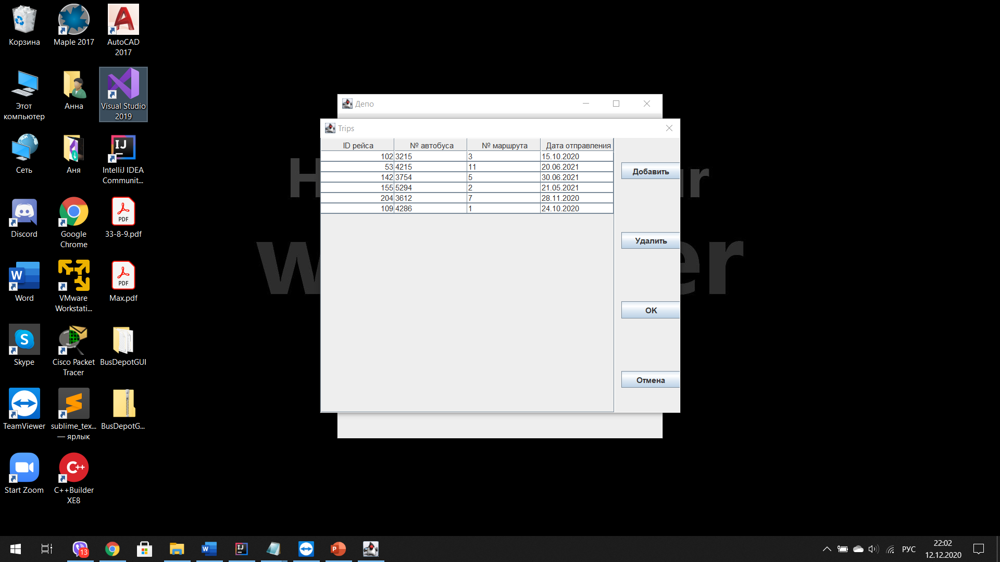 Корзина
Maple 2017
AutoCAD
2017
Этот
компьютер
Анна
Visual Studio
2019
Сеть
Аня
IntelliJ IDEA
Communit...
Discord
Google
Chrome
PDF
33-8-9.pdf
Word
VMware
Workstati...
PDF
Max.pdf
Skype
Cisco Packet
Tracer
BusDepotGUI
TeamViewer
sublime_tex...
— ярлык
BusDepotG...
Start Zoom
C++Builder
XE8
Депо
Trips
ID рейса № автобуса № маршрута Дата отправления
102 3215 3 15.10.2020
53 4215 11 20.06.2021
142 3754 5 30.06.2021
155 5294 2 21.05.2021
204 3612 7 28.11.2020
109 4286 1 24.10.2020
Добавить
Удалить
OK
Отмена
13
РУС
22:02
12.12.2020